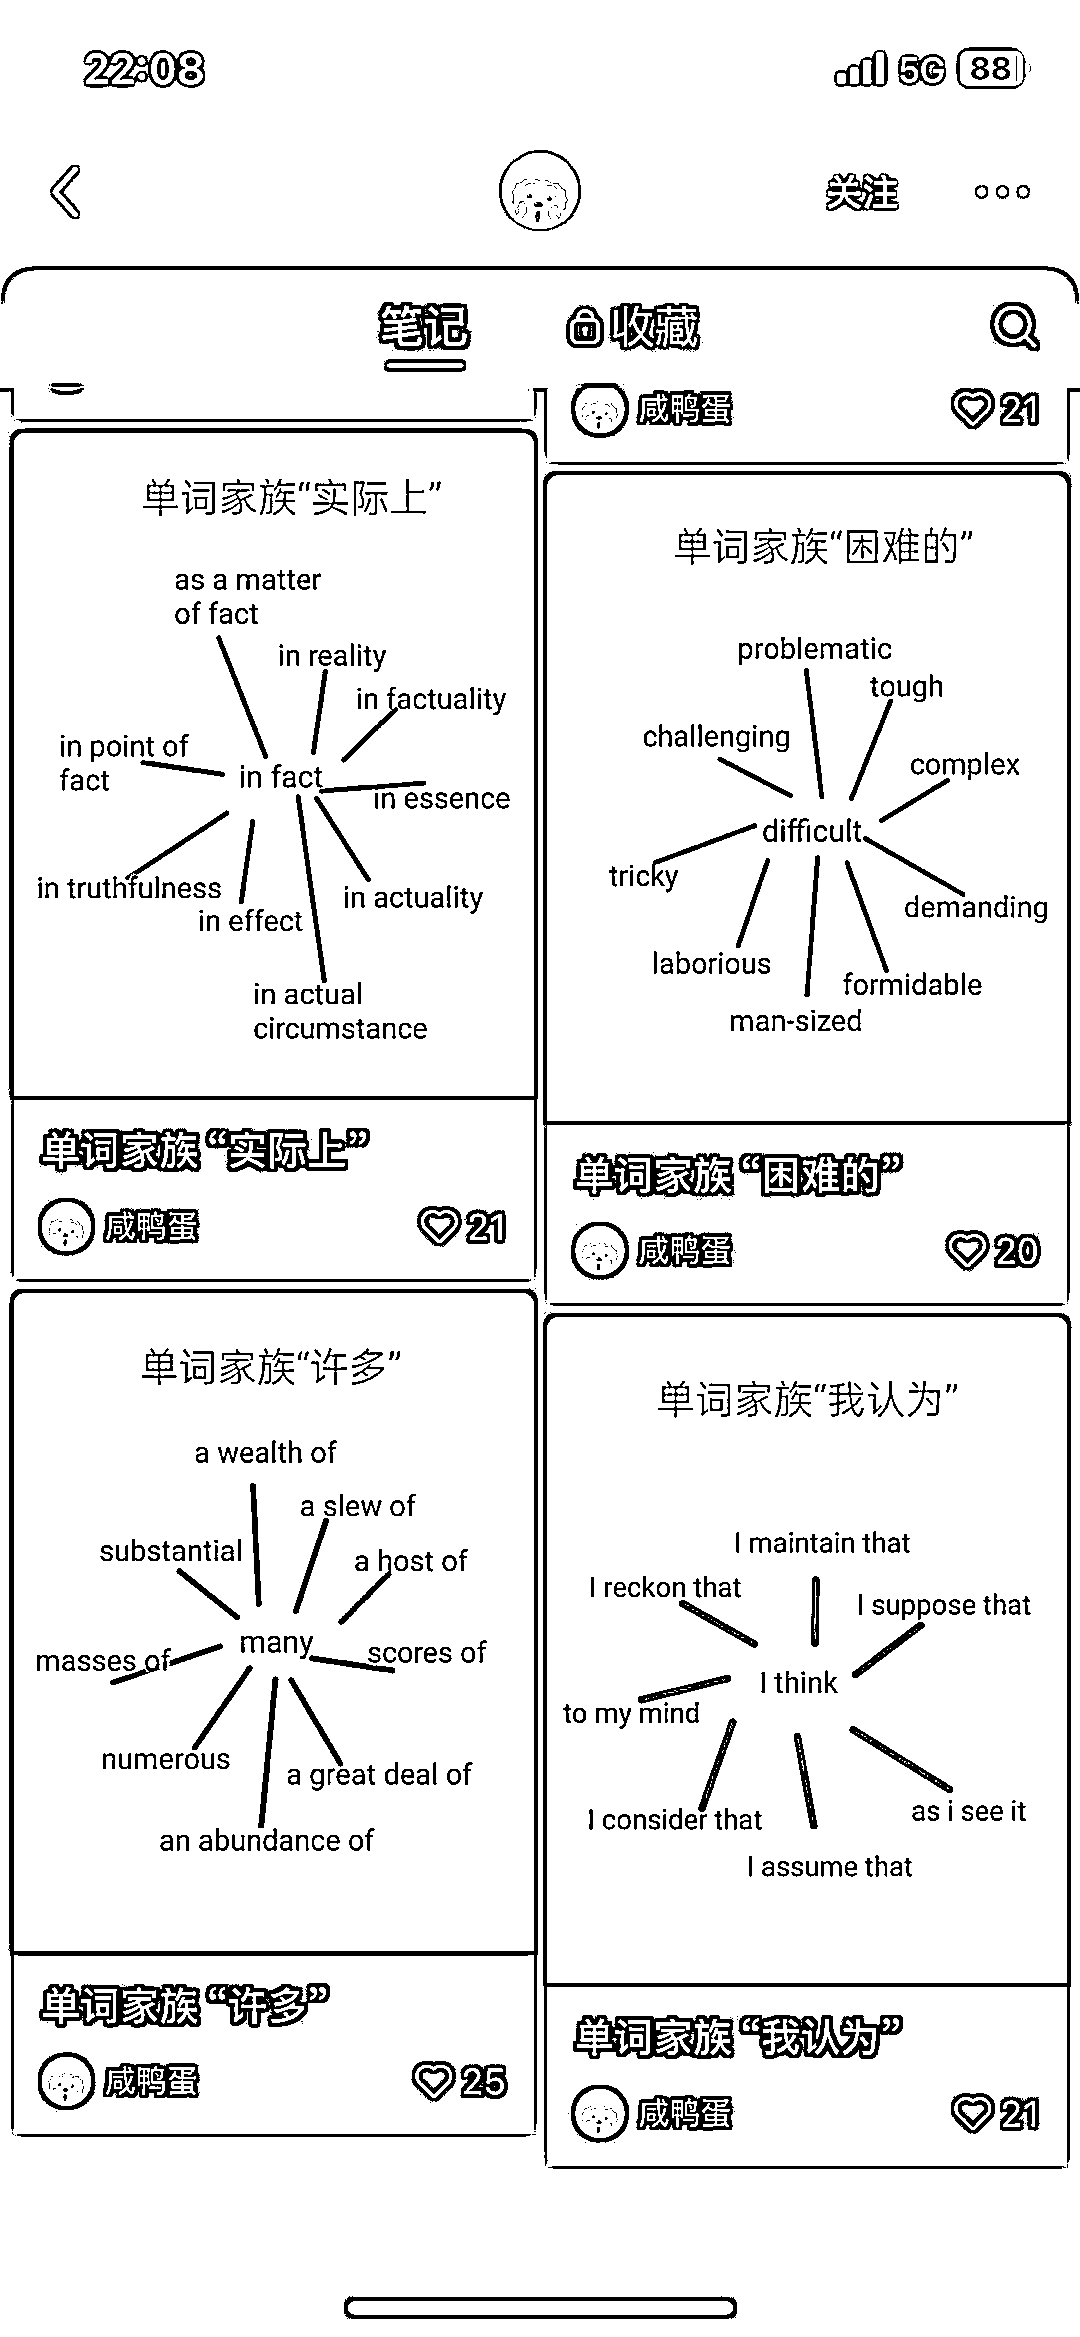 22:08
5G 88
关注
笔记
收藏
咸鸭蛋 21
单词家族“实际上”
as a matter
of fact
in reality
in factuality
in point of
fact
in fact
in essence
in truthfulness
in effect
in actuality
in actual
circumstance
单词家族 “实际上”
咸鸭蛋 21
单词家族“困难的”
problematic
tough
challenging
complex
difficult
tricky
demanding
laborious
formidable
man-sized
单词家族 “困难的”
咸鸭蛋 20
单词家族“许多”
a wealth of
a slew of
substantial
a host of
many
scores of
masses of
numerous
a great deal of
an abundance of
单词家族 “许多”
咸鸭蛋 25
单词家族“我认为”
I maintain that
I reckon that
I suppose that
I think
to my mind
as i see it
I consider that
I assume that
单词家族 “我认为”
咸鸭蛋 21